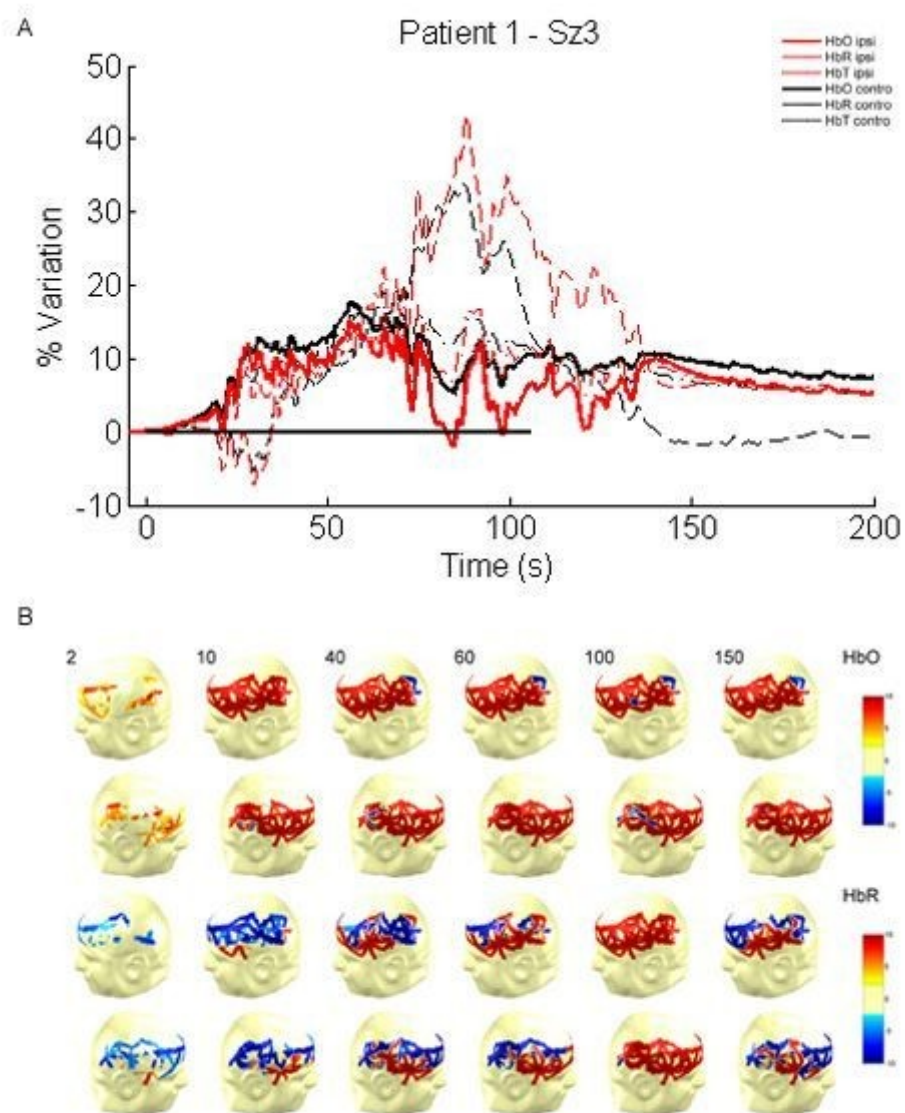 A
Patient 1 - Sz3
HbO ipsi
HbR ipsi
HbT ipsi
HbO contro
HbR contro
HbT contro
% Variation
50
40
30
20
10
0
-10
0 50 100 150 200
Time (s)
B
2 10 40 60 100 150 HbO
HbR